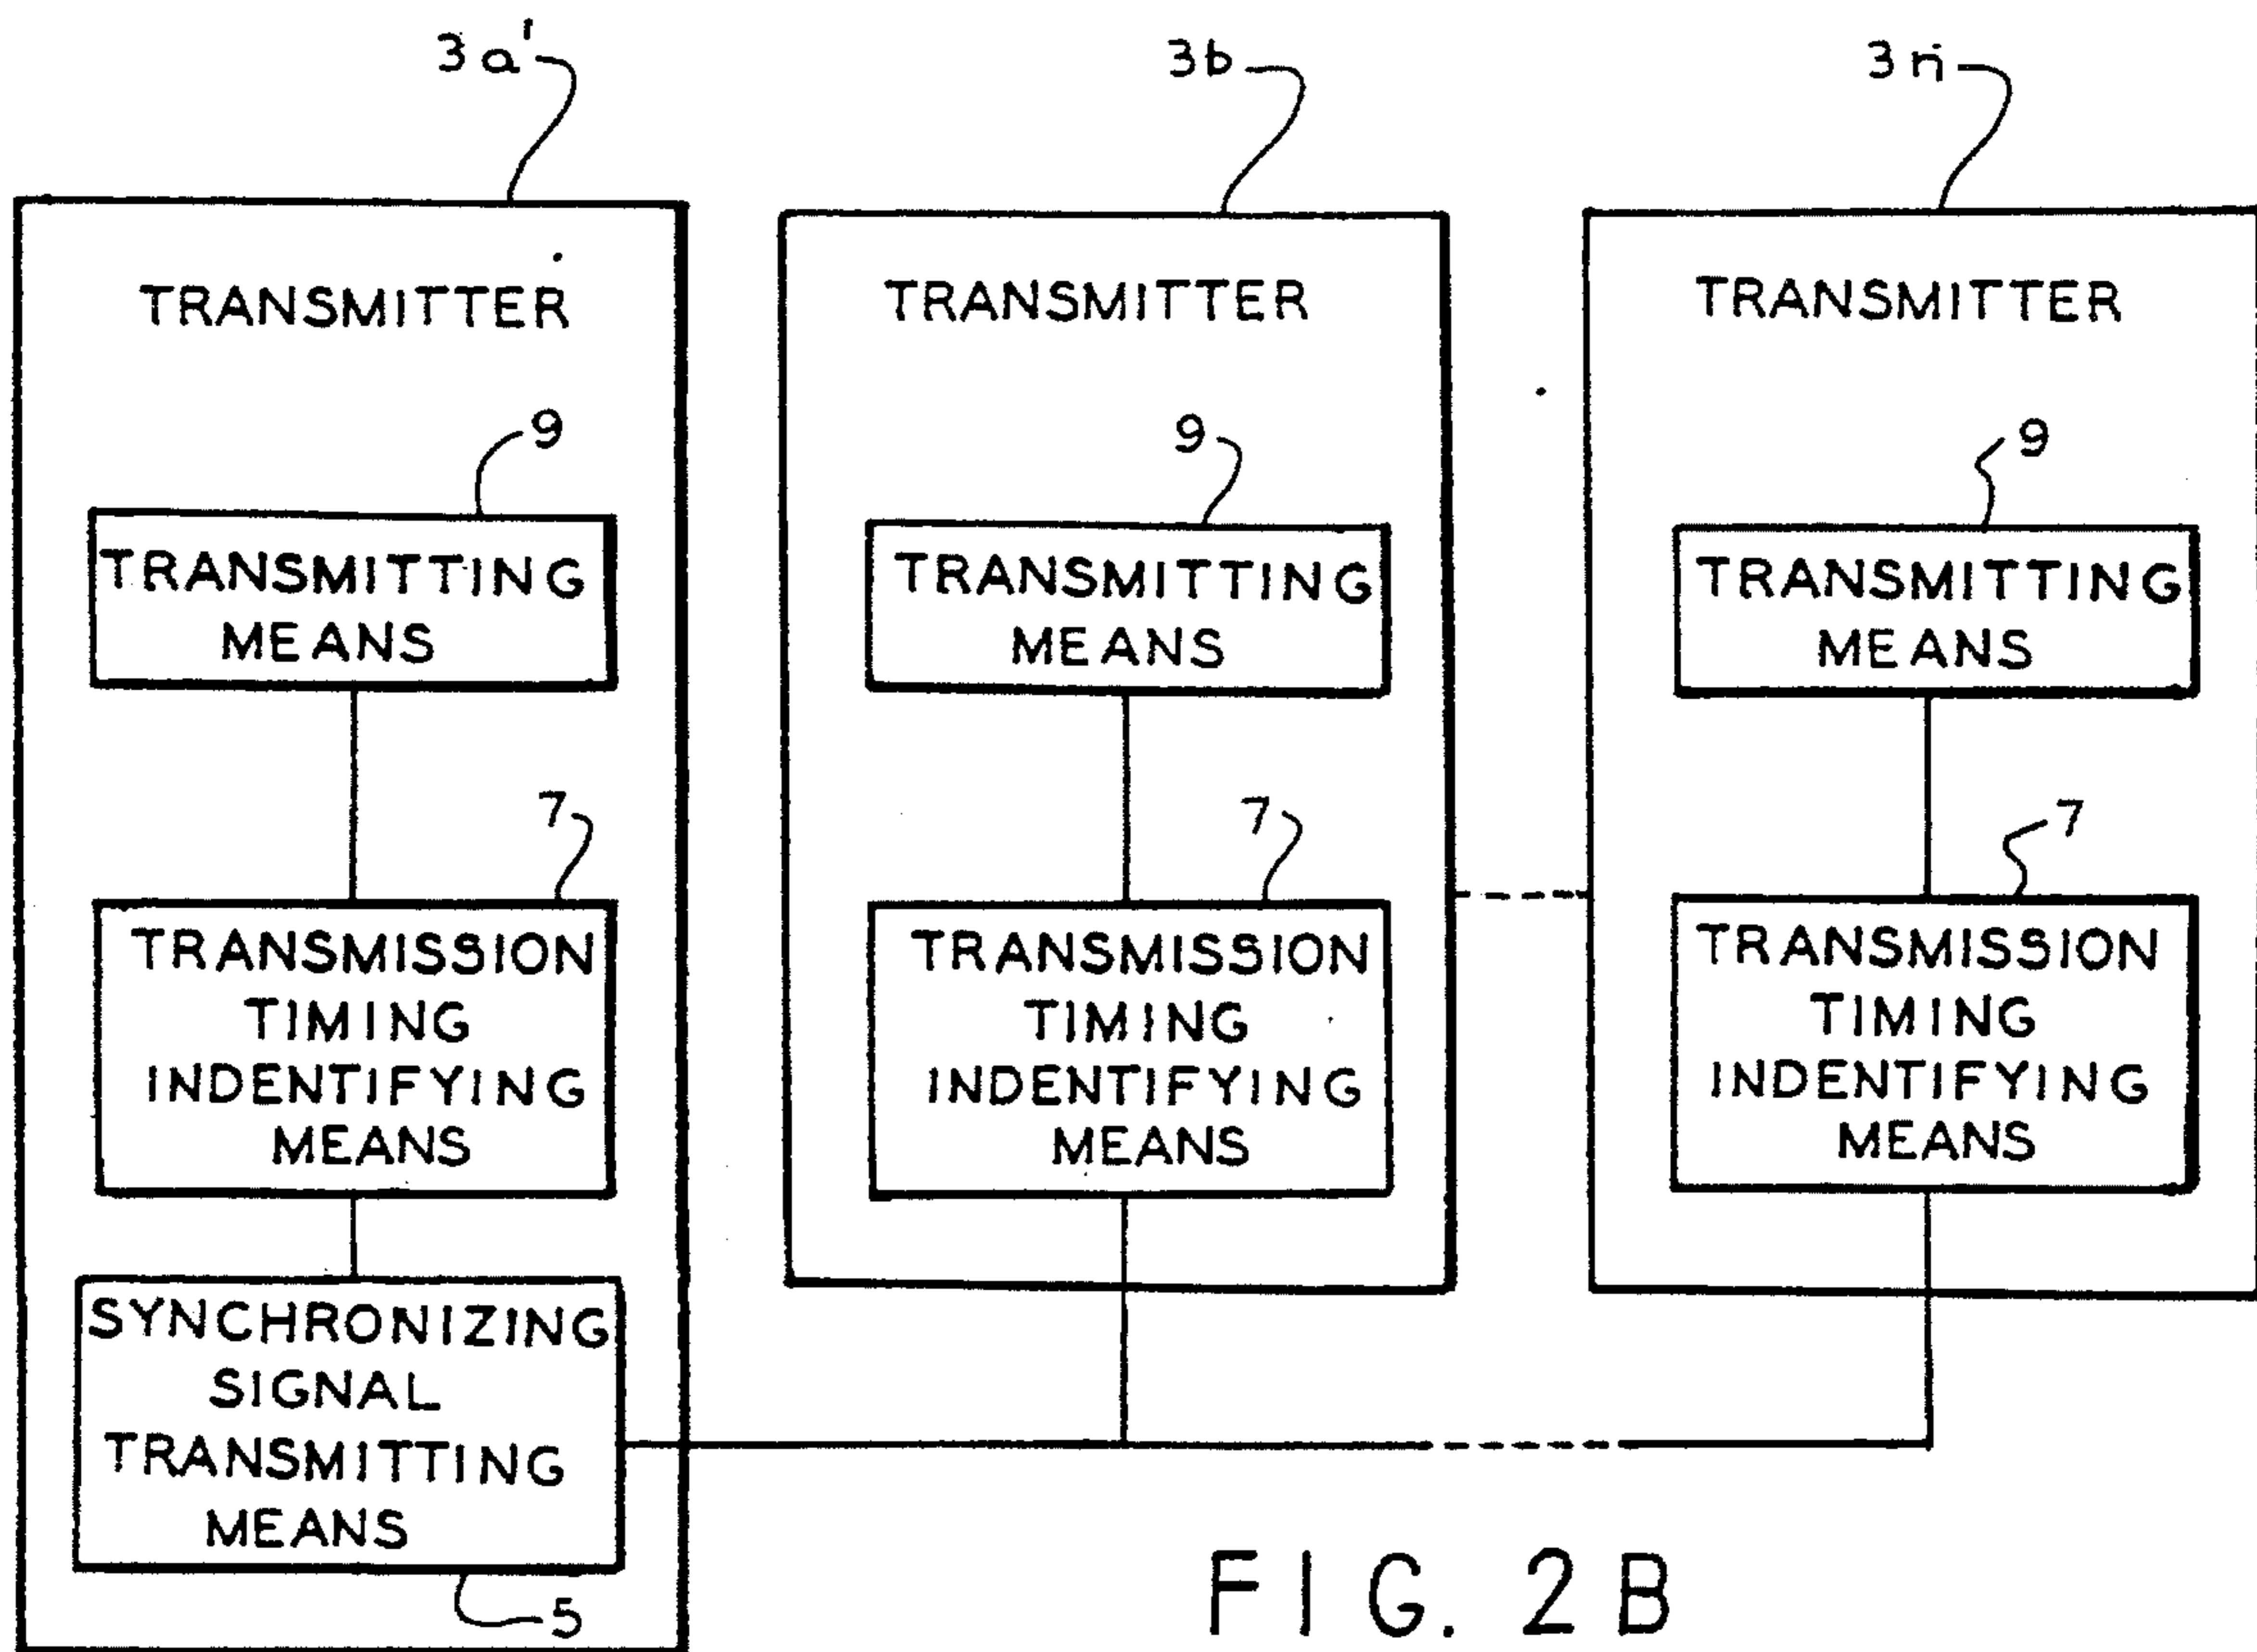 3a'
3b
3n
TRANSMITTER
TRANSMITTER
TRANSMITTER
9
9
9
TRANSMITTING
MEANS
TRANSMITTING
MEANS
TRANSMITTING
MEANS
7
7
7
TRANSMISSION
TIMING
INDENTIFYING
MEANS
TRANSMISSION
TIMING
INDENTIFYING
MEANS
TRANSMISSION
TIMING
INDENTIFYING
MEANS
SYNCHRONIZING
SIGNAL
TRANSMITTING
MEANS
5
FIG. 2B